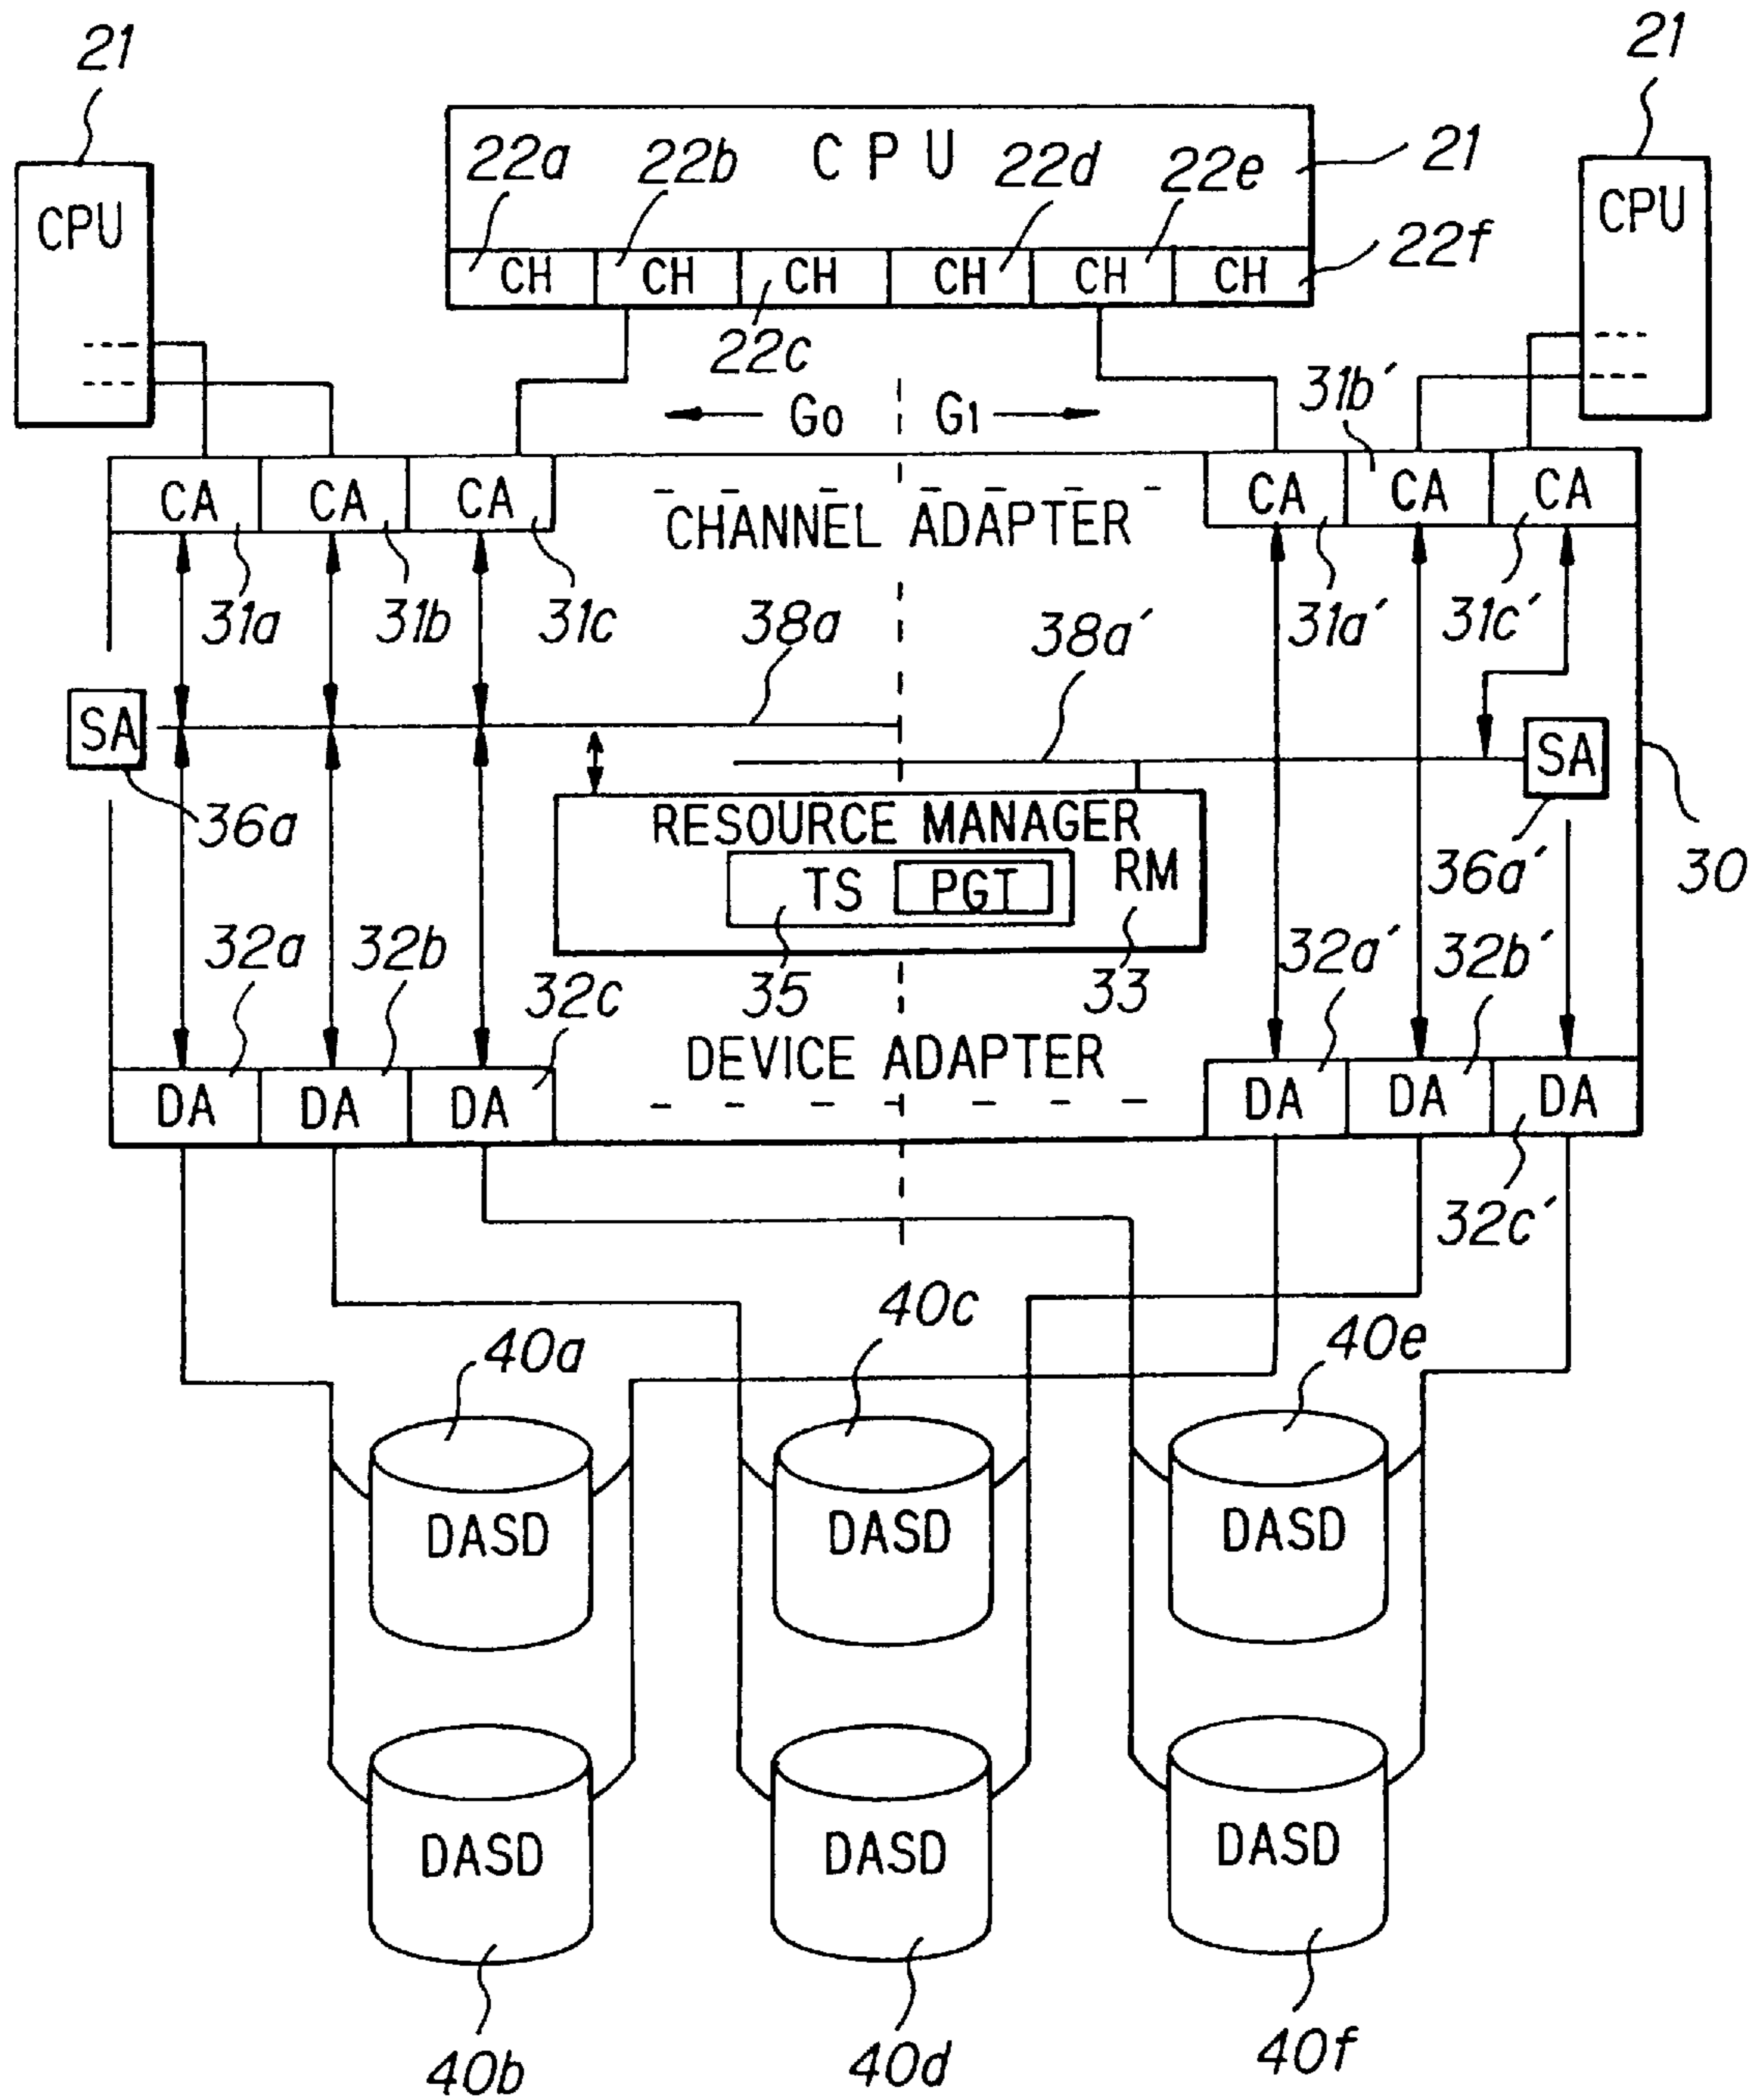 21
21
CPU
21
22a
22b
22d
22e
CPU
CPU
CH
CH
CH
CH
CH
CH
22f
22c
31b′
← G0
G1 →
CA
CA
CA
CHANNEL ADAPTER
CA
CA
CA
31a
31b
31c
38a
38a′
31a′
31c′
SA
SA
36a
RESOURCE MANAGER
36a′
30
TS
PGT
RM
32a
32b
32c
35
33
32a′
32b′
DEVICE ADAPTER
DA
DA
DA
DA
DA
DA
32c′
40a
40c
40e
DASD
DASD
DASD
DASD
DASD
DASD
40b
40d
40f